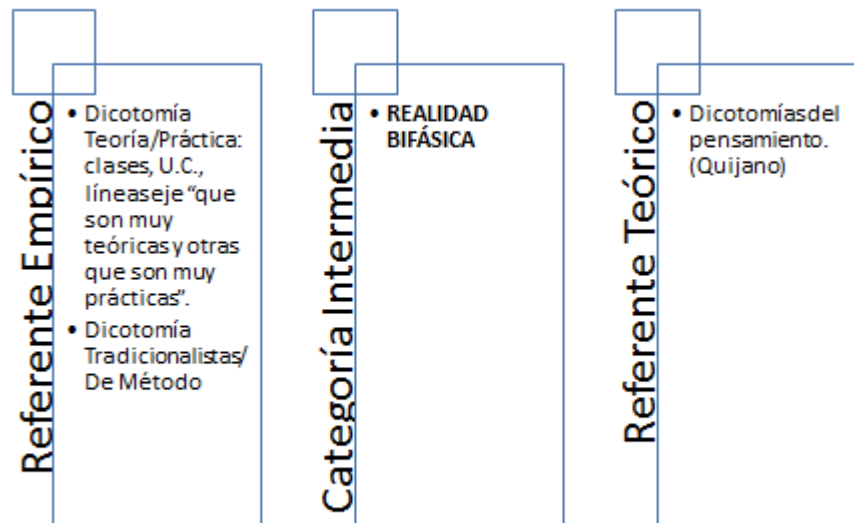 Referente Empírico
• Dicotomía
Teoría/Práctica:
clases, U.C.,
líneaseje “que
son muy
teóricas y otras
que son muy
prácticas”.
• Dicotomía
Tradicionalistas/
De Método
Categoría Intermedia
• REALIDAD
BIFÁSICA
Referente Teórico
• Dicotomíasdel
pensamiento.
(Quijano)